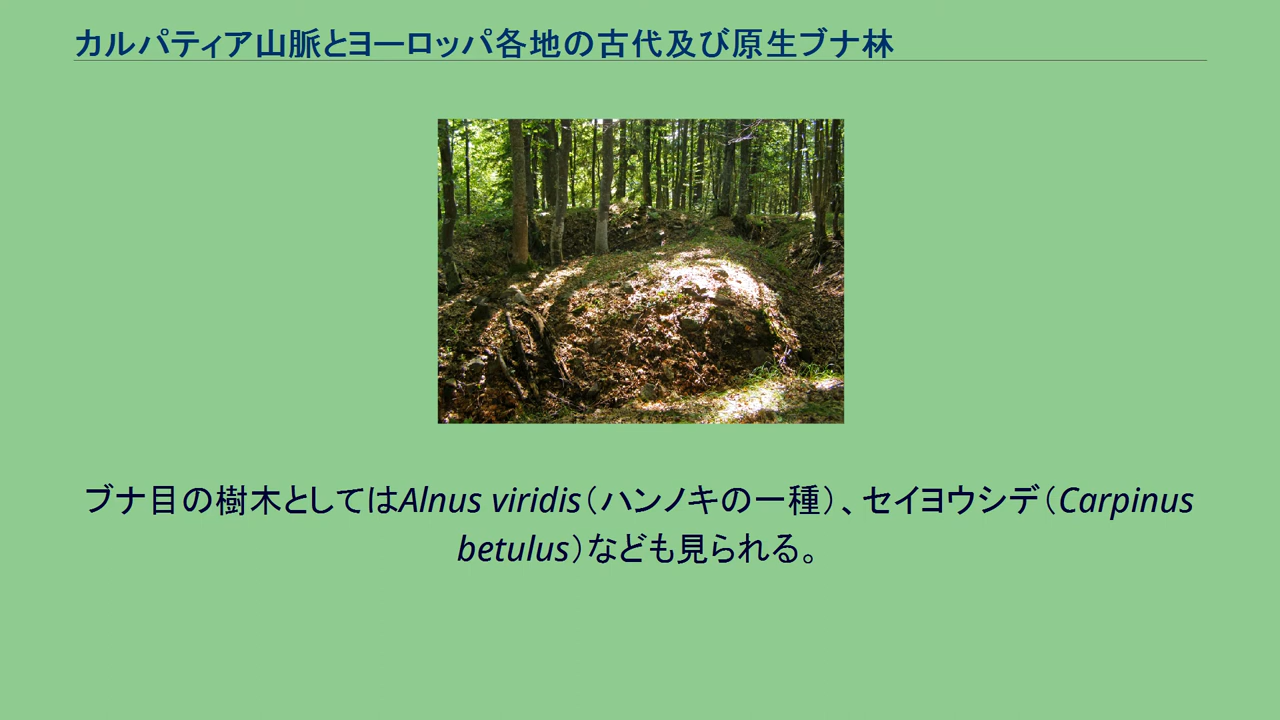 カルパティア山脈とヨーロッパ各地の古代及び原生ブナ林
ブナ目の樹木としてはAlnus viridis（ハンノキの一種）、セイヨウシデ（Carpinus
betulus）なども見られる。